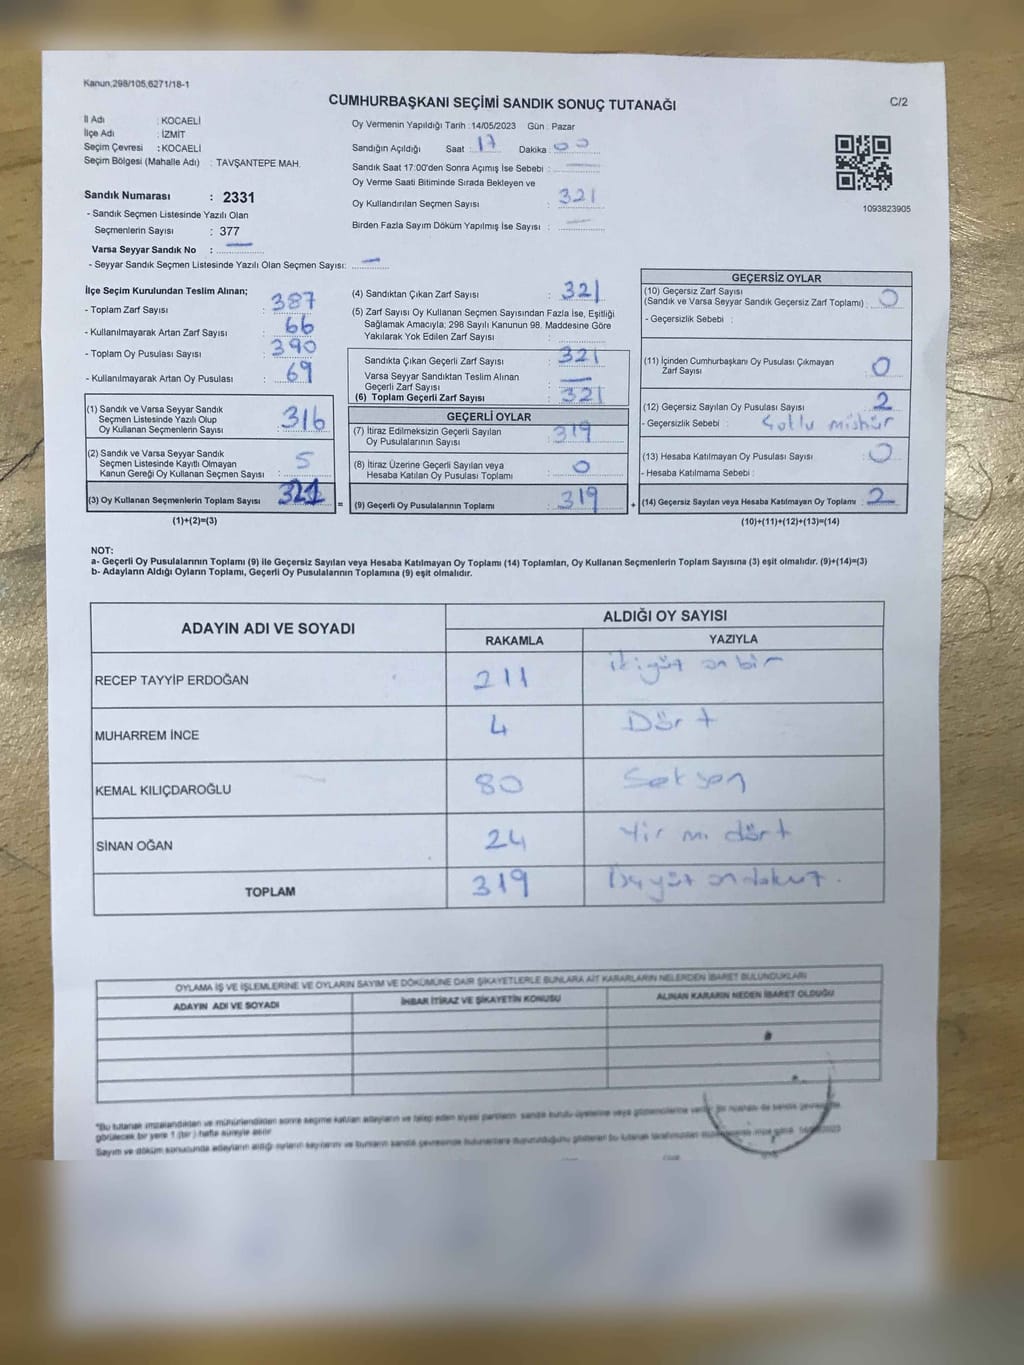 Kanun;298/105,6271/18-1
CUMHURBAŞKANI SEÇİMİ SANDIK SONUÇ TUTANAĞI
C/2
İl Adı : KOCAELİ
İlçe Adı : İZMİT
Seçim Çevresi : KOCAELİ
Seçim Bölgesi (Mahalle Adı) : TAVŞANTEPE MAH.
Sandık Numarası : 2331
- Sandık Seçmen Listesinde Yazılı Olan
Seçmenlerin Sayısı : 377
Varsa Seyyar Sandık No : —
- Seyyar Sandık Seçmen Listesinde Yazılı Olan Seçmen Sayısı: —
Oy Vermenin Yapıldığı Tarih : 14/05/2023 Gün : Pazar
Sandığın Açıldığı Saat : 17 Dakika : 00
Sandık Saat 17:00'den Sonra Açımış İse Sebebi : —
Oy Verme Saati Bitiminde Sırada Bekleyen ve
Oy Kullandırılan Seçmen Sayısı : 321
Birden Fazla Sayım Döküm Yapılmış İse Sayısı : —
1093823905
İlçe Seçim Kurulundan Teslim Alınan;
- Toplam Zarf Sayısı : 387
- Kullanılmayarak Artan Zarf Sayısı : 66
- Toplam Oy Pusulası Sayısı : 390
- Kullanılmayarak Artan Oy Pusulası : 69
(1) Sandık ve Varsa Seyyar Sandık
Seçmen Listesinde Yazılı Olup
Oy Kullanan Seçmenlerin Sayısı : 316
(2) Sandık ve Varsa Seyyar Sandık
Seçmen Listesinde Kayıtlı Olmayan
Kanun Gereği Oy Kullanan Seçmen Sayısı : 5
(3) Oy Kullanan Seçmenlerin Toplam Sayısı 321
(1)+(2)=(3)
(4) Sandıktan Çıkan Zarf Sayısı : 321
(5) Zarf Sayısı Oy Kullanan Seçmen Sayısından Fazla İse, Eşitliği
Sağlamak Amacıyla; 298 Sayılı Kanunun 98. Maddesine Göre
Yakılarak Yok Edilen Zarf Sayısı :
Sandıkta Çıkan Geçerli Zarf Sayısı : 321
Varsa Seyyar Sandıktan Teslim Alınan
Geçerli Zarf Sayısı : —
(6) Toplam Geçerli Zarf Sayısı : 321
GEÇERLİ OYLAR
(7) İtiraz Edilmeksizin Geçerli Sayılan
Oy Pusulalarının Sayısı : 319
(8) İtiraz Üzerine Geçerli Sayılan veya
Hesaba Katılan Oy Pusulası Toplamı : 0
= (9) Geçerli Oy Pusulalarının Toplamı : 319 +
GEÇERSİZ OYLAR
(10) Geçersiz Zarf Sayısı
(Sandık ve Varsa Seyyar Sandık Geçersiz Zarf Toplamı) : 0
- Geçersizlik Sebebi :
(11) İçinden Cumhurbaşkanı Oy Pusulası Çıkmayan
Zarf Sayısı : 0
(12) Geçersiz Sayılan Oy Pusulası Sayısı : 2
- Geçersizlik Sebebi :
(13) Hesaba Katılmayan Oy Pusulası Sayısı : 0
- Hesaba Katılmama Sebebi :
(14) Geçersiz Sayılan veya Hesaba Katılmayan Oy Toplamı : 2
(10)+(11)+(12)+(13)=(14)
NOT:
a- Geçerli Oy Pusulalarının Toplamı (9) ile Geçersiz Sayılan veya Hesaba Katılmayan Oy Toplamı (14) Toplamları, Oy Kullanan Seçmenlerin Toplam Sayısına (3) eşit olmalıdır. (9)+(14)=(3)
b- Adayların Aldığı Oyların Toplamı, Geçerli Oy Pusulalarının Toplamına (9) eşit olmalıdır.
ADAYIN ADI VE SOYADI
ALDIĞI OY SAYISI
RAKAMLA YAZIYLA
RECEP TAYYİP ERDOĞAN 211 ikiyüz on bir
MUHARREM İNCE 4 Dört
KEMAL KILIÇDAROĞLU 80 Seksen
SİNAN OĞAN 24 Yirmi dört
TOPLAM 319 Üçyüz ondokuz.
OYLAMA İŞ VE İŞLEMLERİNE VE OYLARIN SAYIM VE DÖKÜMÜNE DAİR ŞİKAYETLERLE BUNLARA AİT KARARLARIN NELERDEN İBARET BULUNDUKLARI
ADAYIN ADI VE SOYADI İHBAR İTİRAZ VE ŞİKAYETİN KONUSU ALINAN KARARIN NEDEN İBARET OLDUĞU
*Bu tutanak imzalandıktan ve mühürlendikten sonra seçime katılan adayların ve talep eden siyasi partilerin sandık kurulu üyelerine veya gözlemcilerine
görülecek bir yere 1 (bir) hafta süreyle asılır.
Sayım ve döküm sonucunda adayların aldığı oyların sayılarını ve bunların sandık çevresinde